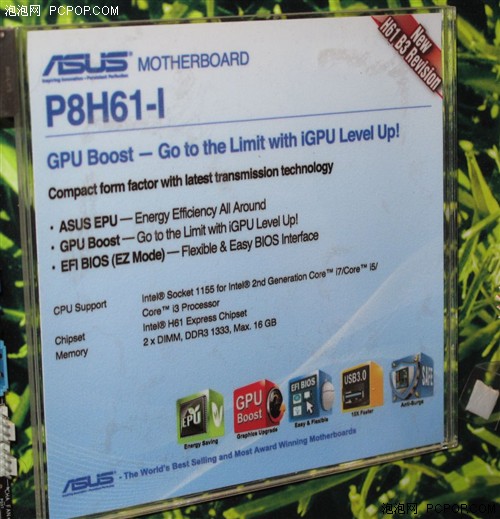 泡泡网 PCPOP.COM
ASUS MOTHERBOARD
Inspiring Innovation • Persistent Perfection
New
H61 B3 Revision
P8H61-I
GPU Boost — Go to the Limit with iGPU Level Up!
Compact form factor with latest transmission technology
• ASUS EPU — Energy Efficiency All Around
• GPU Boost — Go to the Limit with iGPU Level Up!
• EFI BIOS (EZ Mode) — Flexible & Easy BIOS Interface
CPU Support Intel® Socket 1155 for Intel® 2nd Generation Core™ i7/Core™ i5/
Core™ i3 Processor
Chipset Intel® H61 Express Chipset
Memory 2 x DIMM, DDR3 1333, Max. 16 GB
EPU
Energy Saving
GPU
Boost
Graphics Upgrade
EFI BIOS
Easy & Flexible
USB3.0
10X Faster
SAFE
Anti-Surge
ASUS - The World's Best Selling and Most Award Winning Motherboards
泡泡网 PCPOP.COM